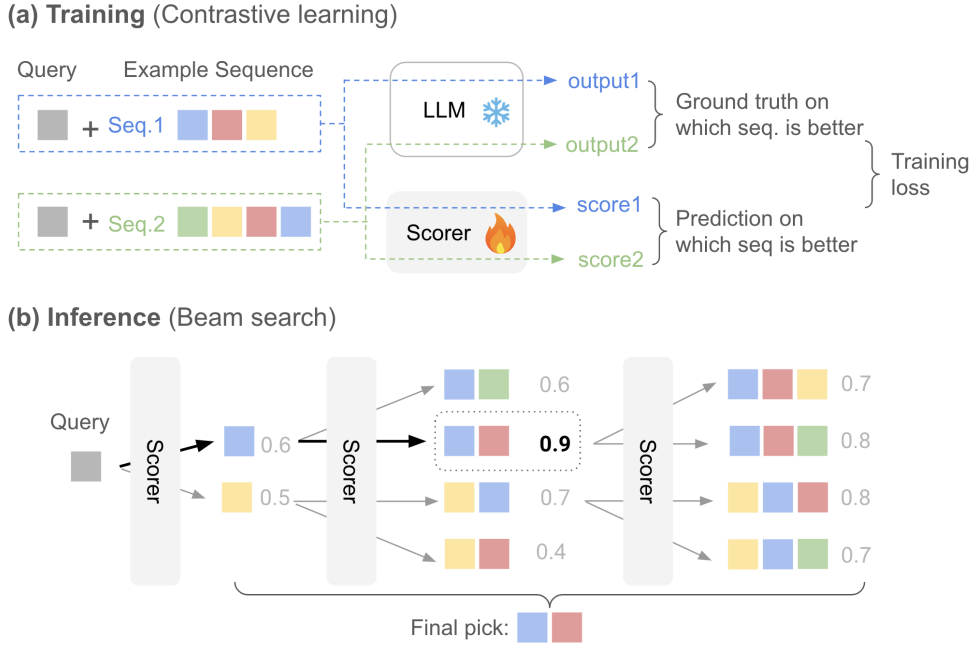 (a) Training (Contrastive learning)
Query
Example Sequence
+ Seq.1
+ Seq.2
LLM
Scorer
output1
output2
score1
score2
Ground truth on
which seq. is better
Prediction on
which seq is better
Training
loss
(b) Inference (Beam search)
Query
Scorer
0.6
0.5
Scorer
0.6
0.9
0.7
0.4
Scorer
0.7
0.8
0.8
0.7
Final pick: